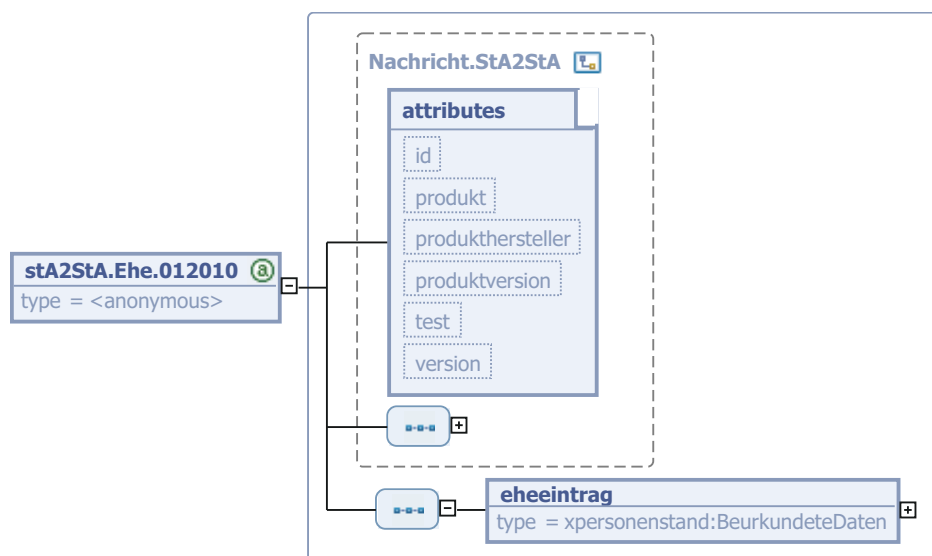 Nachricht.StA2StA
attributes
id
produkt
produkthersteller
produktversion
test
version
stA2StA.Ehe.012010 a
type = <anonymous>
eheeintrag
type = xpersonenstand:BeurkundeteDaten